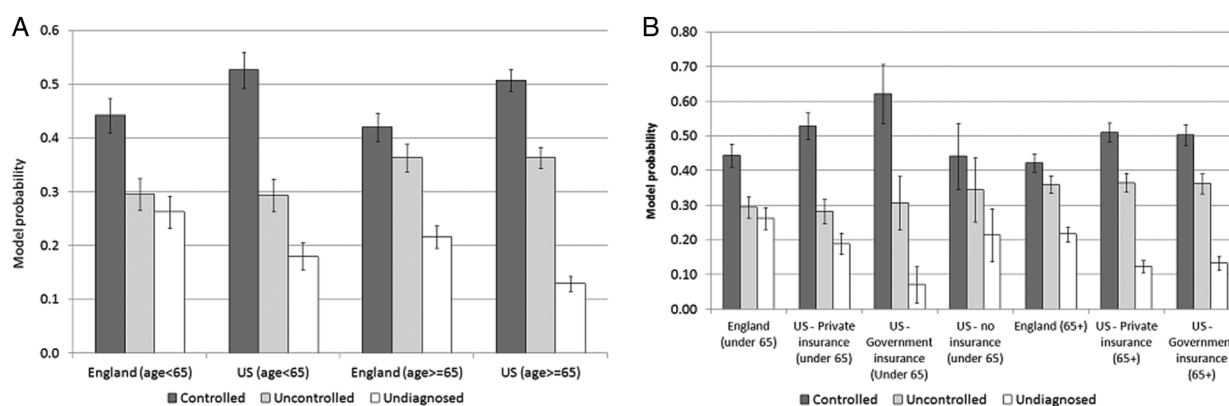 A
Model probability
0.6
0.5
0.4
0.3
0.2
0.1
0.0
England (age<65)
US (age<65)
England (age>=65)
US (age>=65)
Controlled
Uncontrolled
Undiagnosed
B
Model probability
0.80
0.70
0.60
0.50
0.40
0.30
0.20
0.10
0.00
England
(under 65)
US - Private
insurance
(under 65)
US -
Government
insurance
(Under 65)
US - no
insurance
(under 65)
England (65+)
US - Private
insurance
(65+)
US -
Government
insurance
(65+)
Controlled
Uncontrolled
Undiagnosed